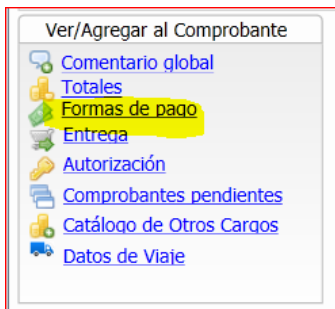 Ver/Agregar al Comprobante
Comentario global
Totales
Formas de pago
Entrega
Autorización
Comprobantes pendientes
Catálogo de Otros Cargos
Datos de Viaje